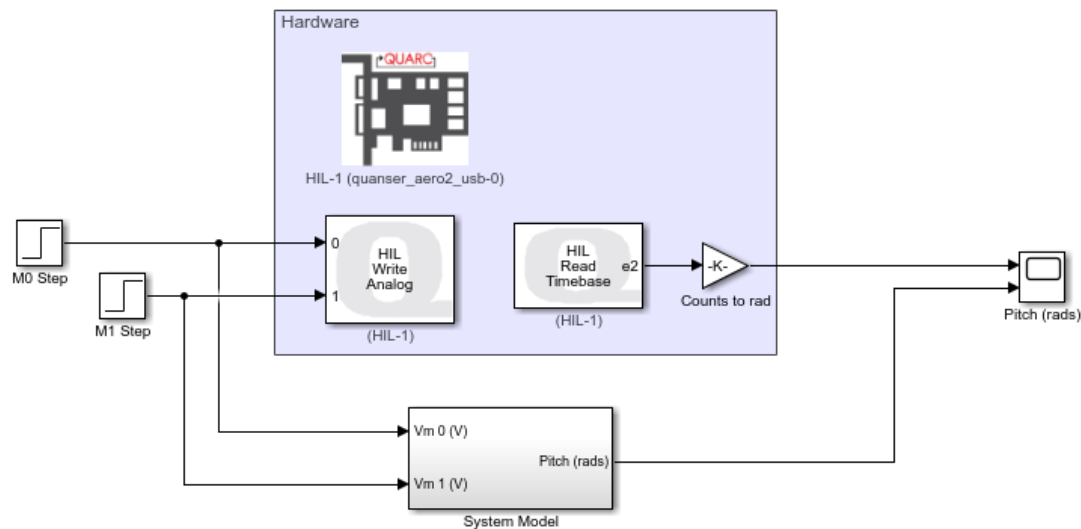 Hardware
QUARC
HIL-1 (quanser_aero2_usb-0)
M0 Step
M1 Step
0
1
HIL
Write
Analog
(HIL-1)
HIL
Read
Timebase
e2
(HIL-1)
-K-
Counts to rad
Pitch (rads)
Vm 0 (V)
Vm 1 (V)
Pitch (rads)
System Model